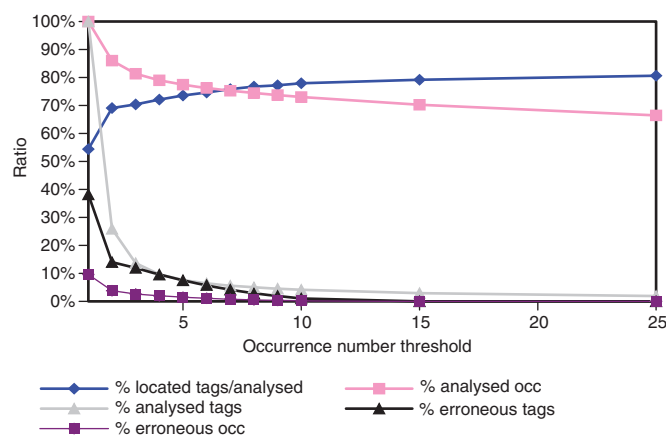 100%
90%
80%
70%
60%
50%
40%
30%
20%
10%
0%
Ratio
5 10 15 20 25
Occurrence number threshold
% located tags/analysed % analysed occ
% analysed tags % erroneous tags
% erroneous occ